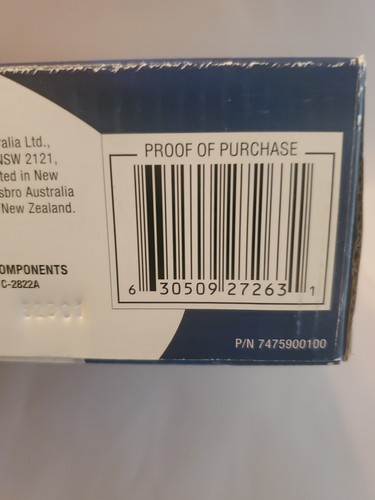 ralia Ltd.,
NSW 2121,
ted in New
sbro Australia
New Zealand.
PROOF OF PURCHASE
OMPONENTS
C-2822A
6 30509 27263 1
P/N 7475900100